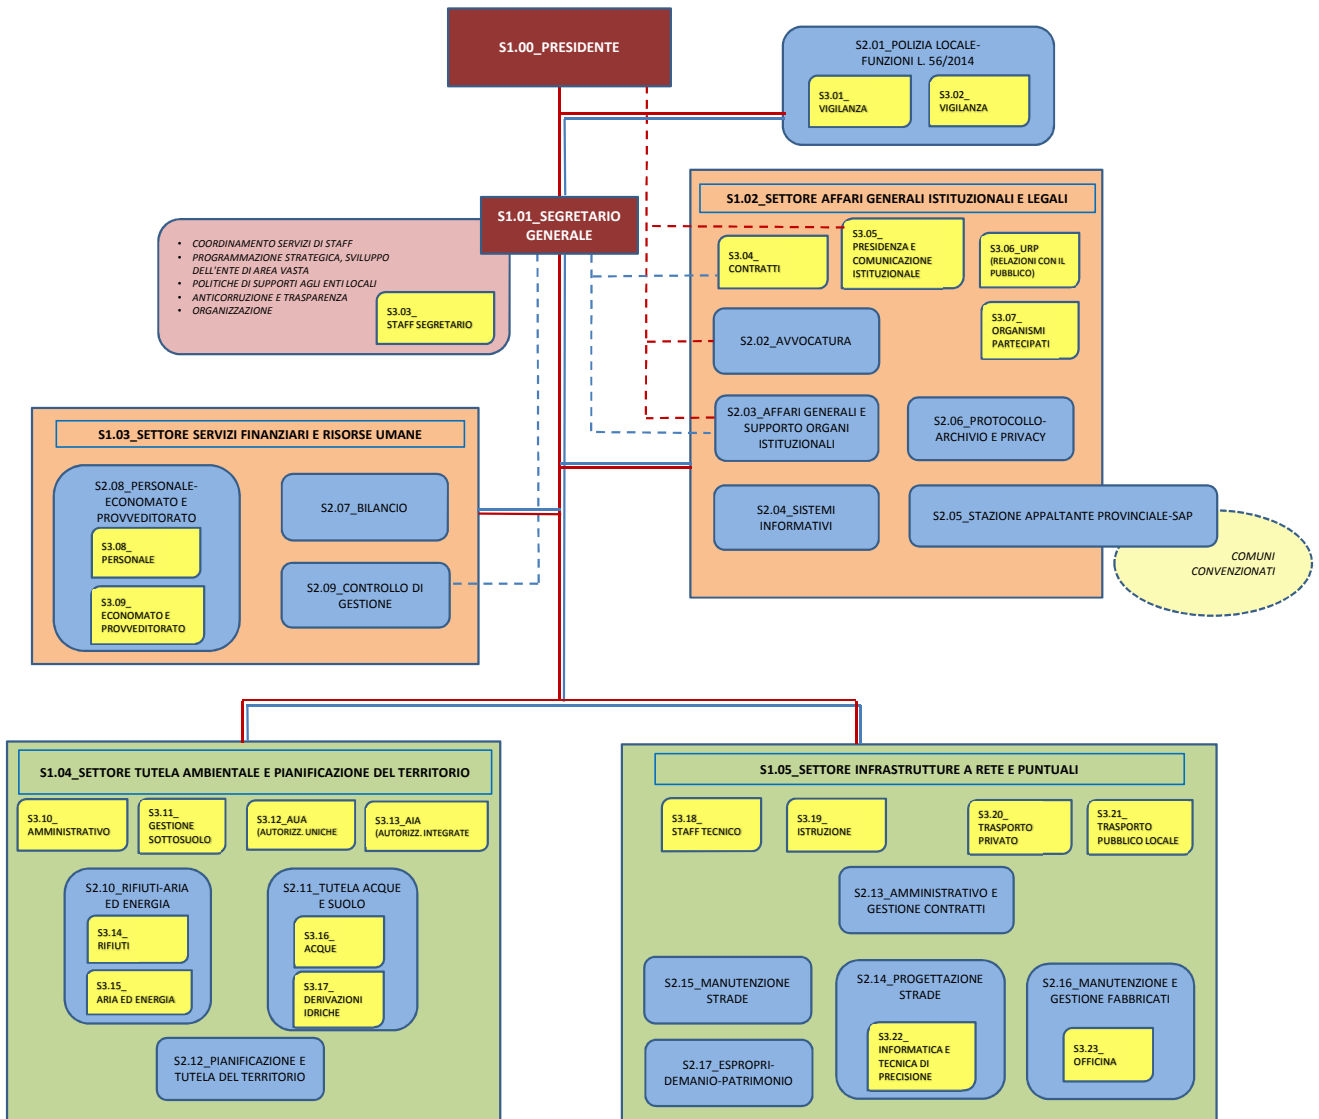 S1.00_PRESIDENTE
S2.01_POLIZIA LOCALE-
FUNZIONI L. 56/2014
S3.01_
VIGILANZA
S3.02_
VIGILANZA
S1.01_SEGRETARIO
GENERALE
• COORDINAMENTO SERVIZI DI STAFF
• PROGRAMMAZIONE STRATEGICA, SVILUPPO
DELL'ENTE DI AREA VASTA
• POLITICHE DI SUPPORTI AGLI ENTI LOCALI
• ANTICORRUZIONE E TRASPARENZA
• ORGANIZZAZIONE
S3.03_
STAFF SEGRETARIO
S1.02_SETTORE AFFARI GENERALI ISTITUZIONALI E LEGALI
S3.04_
CONTRATTI
S3.05_
PRESIDENZA E
COMUNICAZIONE
ISTITUZIONALE
S3.06_URP
(RELAZIONI CON IL
PUBBLICO)
S3.07_
ORGANISMI
PARTECIPATI
S2.02_AVVOCATURA
S2.03_AFFARI GENERALI E
SUPPORTO ORGANI
ISTITUZIONALI
S2.06_PROTOCOLLO-
ARCHIVIO E PRIVACY
S2.04_SISTEMI
INFORMATIVI
S2.05_STAZIONE APPALTANTE PROVINCIALE-SAP
COMUNI
CONVENZIONATI
S1.03_SETTORE SERVIZI FINANZIARI E RISORSE UMANE
S2.08_PERSONALE-
ECONOMATO E
PROVVEDITORATO
S3.08_
PERSONALE
S3.09_
ECONOMATO E
PROVVEDITORATO
S2.07_BILANCIO
S2.09_CONTROLLO DI
GESTIONE
S1.04_SETTORE TUTELA AMBIENTALE E PIANIFICAZIONE DEL TERRITORIO
S3.10_
AMMINISTRATIVO
S3.11_
GESTIONE
SOTTOSUOLO
S3.12_AUA
(AUTORIZZ. UNICHE
S3.13_AIA
(AUTORIZZ. INTEGRATE
S2.10_RIFIUTI-ARIA
ED ENERGIA
S3.14_
RIFIUTI
S3.15_
ARIA ED ENERGIA
S2.11_TUTELA ACQUE
E SUOLO
S3.16_
ACQUE
S3.17_
DERIVAZIONI
IDRICHE
S2.12_PIANIFICAZIONE E
TUTELA DEL TERRITORIO
S1.05_SETTORE INFRASTRUTTURE A RETE E PUNTUALI
S3.18_
STAFF TECNICO
S3.19_
ISTRUZIONE
S3.20_
TRASPORTO
PRIVATO
S3.21_
TRASPORTO
PUBBLICO LOCALE
S2.13_AMMINISTRATIVO E
GESTIONE CONTRATTI
S2.15_MANUTENZIONE
STRADE
S2.14_PROGETTAZIONE
STRADE
S3.22_
INFORMATICA E
TECNICA DI
PRECISIONE
S2.16_MANUTENZIONE E
GESTIONE FABBRICATI
S3.23_
OFFICINA
S2.17_ESPROPRI-
DEMANIO-PATRIMONIO